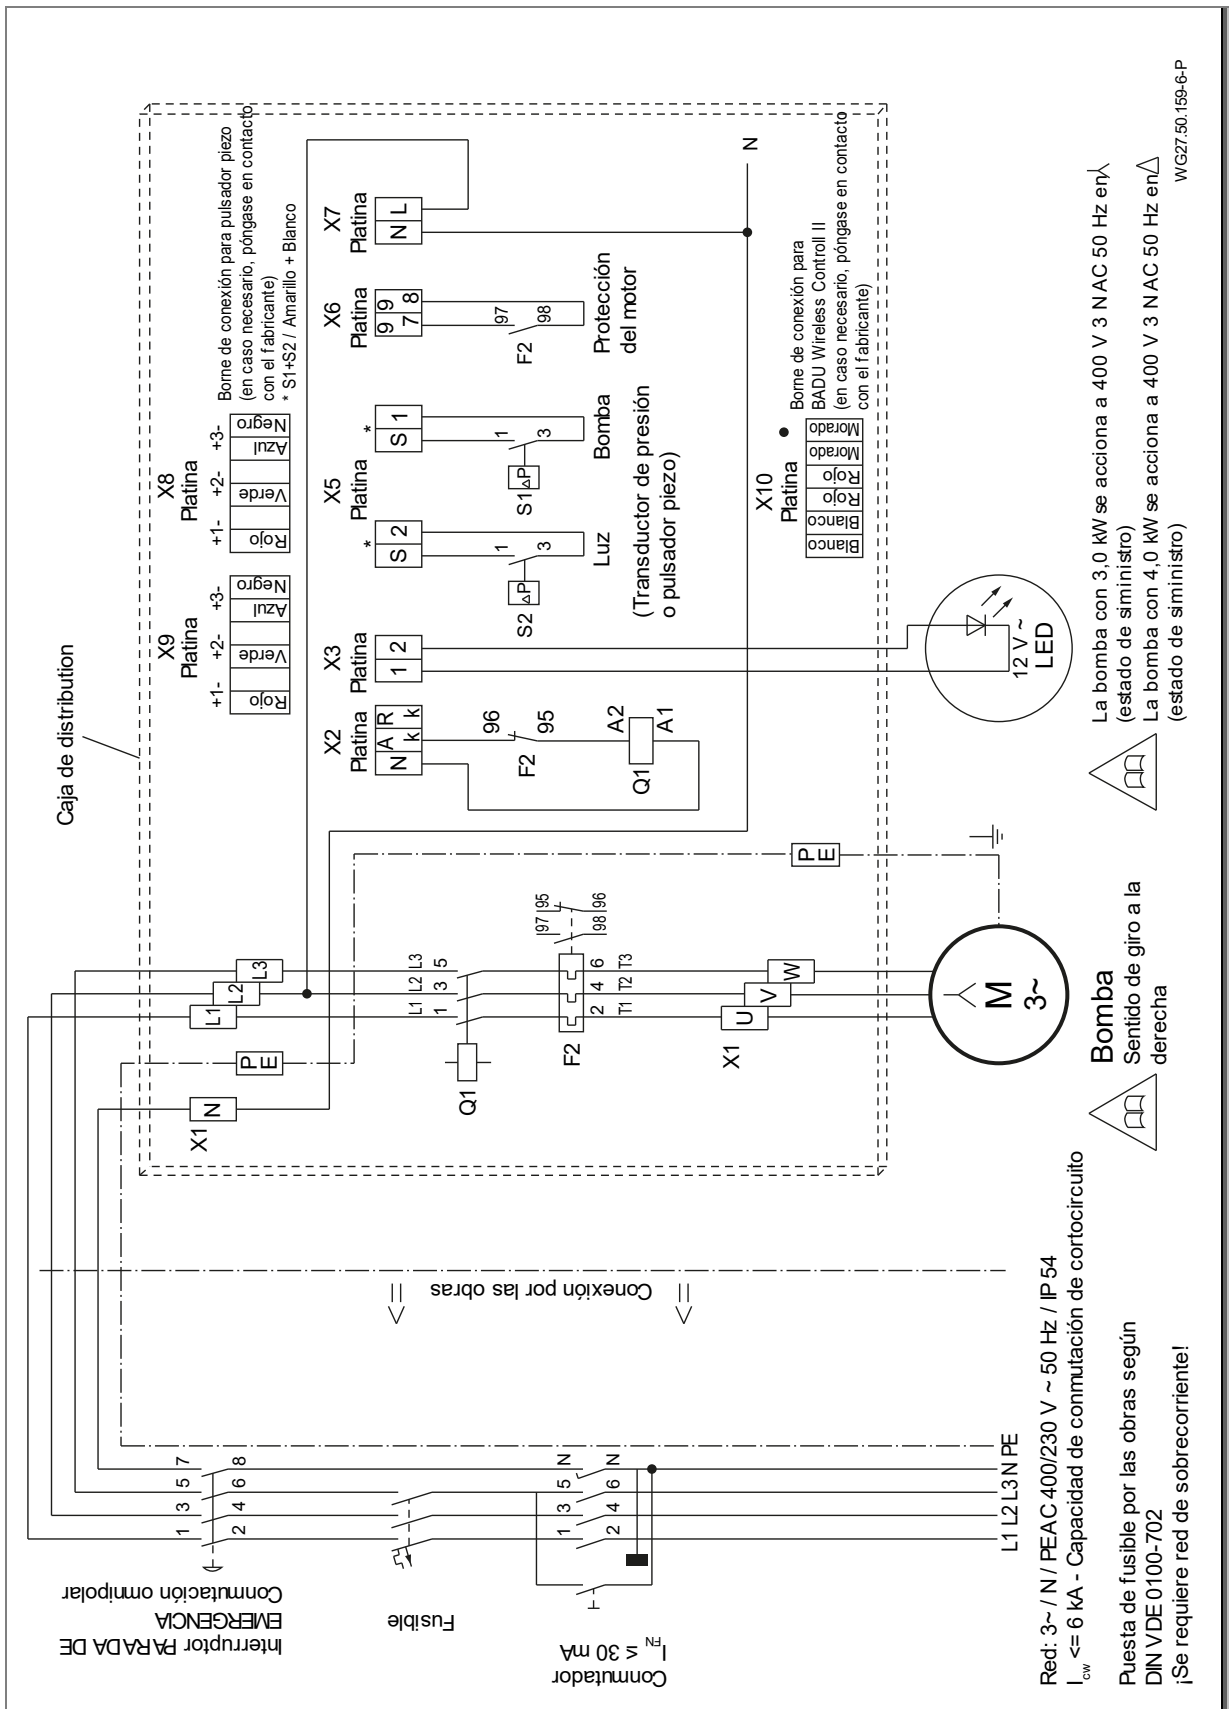 Caja de distribution
X9
Platina
+1- +2- +3-
Rojo Verde Azul Negro
X8
Platina
+1- +2- +3-
Rojo Verde Azul Negro
Borne de conexión para pulsador piezo
(en caso necesario, póngase en contacto
con el fabricante)
* S1+S2 / Amarillo + Blanco
X2
Platina
N A k R k
96
F2
95
A2
Q1
A1
X3
Platina
1 2
12 V ~
LED
X5
Platina
*
S 2
1
3
S2 ΔP
Luz
*
S 1
1
3
S1 ΔP
Bomba
(Transductor de presión
o pulsador piezo)
X6
Platina
9 9
7 8
97
F2
98
Protección
del motor
X7
Platina
N L
N
X10
Platina
Blanco Blanco Rojo Rojo Morado Morado
Borne de conexión para
BADU Wireless Controll II
(en caso necesario, póngase en contacto
con el fabricante)
X1
N
PE
L1 L2 L3
L1 L2 L3
1 3 5
Q1
F2
97 95
98 96
2 4 6
T1 T2 T3
X1
U V W
PE
M
3~
Bomba
Sentido de giro a la
derecha
La bomba con 3,0 kW se acciona a 400 V 3 N AC 50 Hz en
(estado de siministro)
La bomba con 4,0 kW se acciona a 400 V 3 N AC 50 Hz en
(estado de siministro)
WG27.50.159-6-P
Conexión por las obras
Interruptor PARADA DE
EMERGENCIA
Conmutación omnipolar
1 3 5 7
2 4 6 8
Fusible
Conmutador
I FN ≤ 30 mA
1 3 5 N
2 4 6 N
L1 L2 L3 N PE
Red: 3~ / N / PEAC 400/230 V ~ 50 Hz / IP 54
Icw <= 6 kA - Capacidad de conmutación de cortocircuito
Puesta de fusible por las obras según
DIN VDE 0100-702
¡Se requiere red de sobrecorriente!